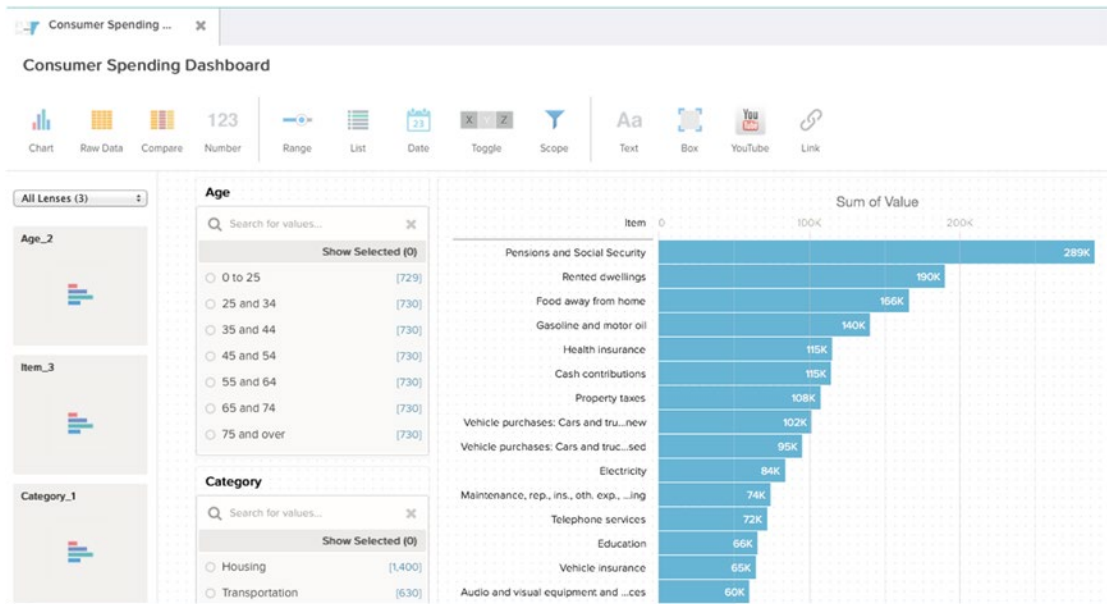 Consumer Spending ...
Consumer Spending Dashboard
123
23
X Y Z
Aa
You
Tube
Chart
Raw Data
Compare
Number
Range
List
Date
Toggle
Scope
Text
Box
YouTube
Link
All Lenses (3)
Age_2
Item_3
Category_1
Age
Search for values...
Show Selected (0)
0 to 25 [729]
25 and 34 [730]
35 and 44 [730]
45 and 54 [730]
55 and 64 [730]
65 and 74 [730]
75 and over [730]
Category
Search for values...
Show Selected (0)
Housing [1,400]
Transportation [630]
Sum of Value
Item 0 100K 200K
Pensions and Social Security 289K
Rented dwellings 190K
Food away from home 166K
Gasoline and motor oil 140K
Health insurance 115K
Cash contributions 115K
Property taxes 108K
Vehicle purchases: Cars and tru...new 102K
Vehicle purchases: Cars and truc...sed 95K
Electricity 84K
Maintenance, rep., ins., oth. exp., ...ing 74K
Telephone services 72K
Education 66K
Vehicle insurance 65K
Audio and visual equipment and ...ces 60K